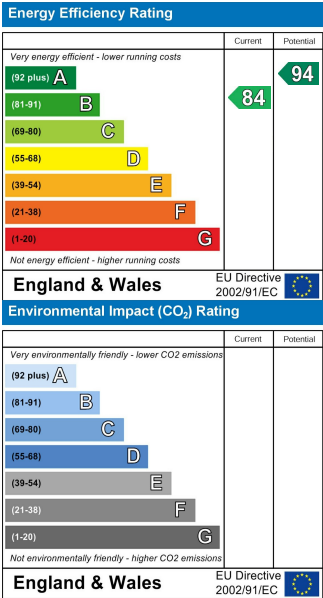 Energy Efficiency Rating
Current Potential
Very energy efficient - lower running costs
(92 plus) A
(81-91) B
(69-80) C
(55-68) D
(39-54) E
(21-38) F
(1-20) G
84
94
Not energy efficient - higher running costs
England & Wales
EU Directive
2002/91/EC
Environmental Impact (CO₂) Rating
Current Potential
Very environmentally friendly - lower CO2 emissions
(92 plus) A
(81-91) B
(69-80) C
(55-68) D
(39-54) E
(21-38) F
(1-20) G
Not environmentally friendly - higher CO2 emissions
England & Wales
EU Directive
2002/91/EC